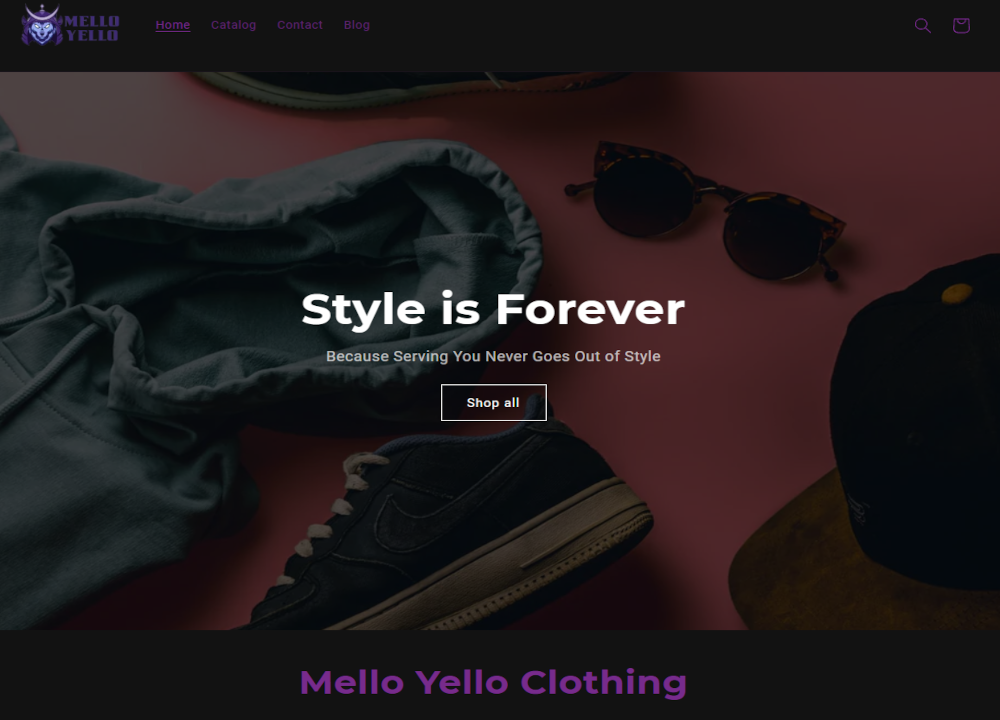 MELLO
YELLO
Home Catalog Contact Blog
Style is Forever
Because Serving You Never Goes Out of Style
Shop all
Mello Yello Clothing